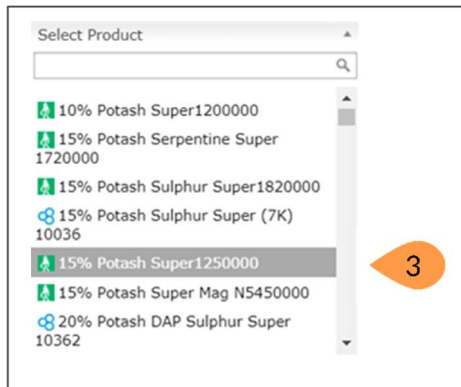 Select Product
10% Potash Super1200000
15% Potash Serpentine Super
1720000
15% Potash Sulphur Super1820000
15% Potash Sulphur Super (7K)
10036
15% Potash Super1250000
3
15% Potash Super Mag N5450000
20% Potash DAP Sulphur Super
10362